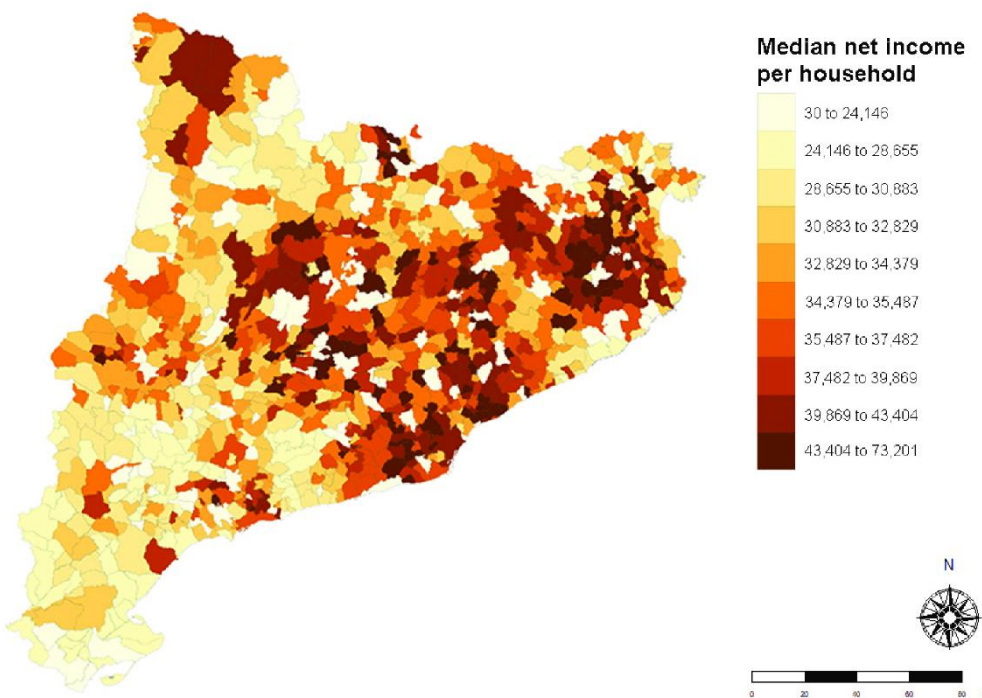 Median net income
per household
30 to 24,146
24,146 to 28,655
28,655 to 30,883
30,883 to 32,829
32,829 to 34,379
34,379 to 35,487
35,487 to 37,482
37,482 to 39,869
39,869 to 43,404
43,404 to 73,201
N
0 20 40 60 80